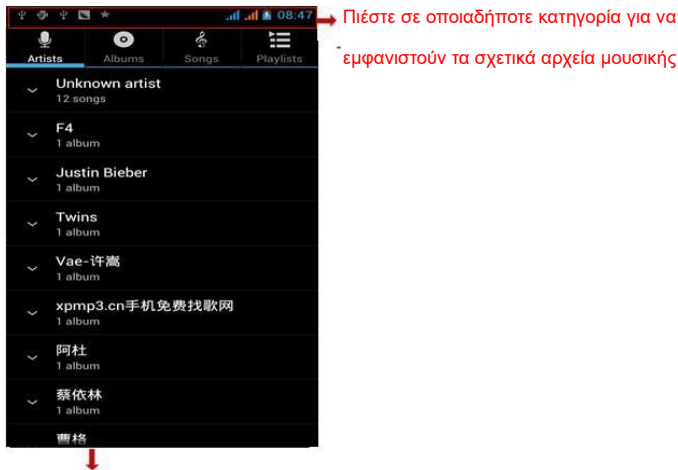 08:47
Πιέστε σε οποιαδήποτε κατηγορία για να
εμφανιστούν τα σχετικά αρχεία μουσικής
Artists Albums Songs Playlists
Unknown artist
12 songs
F4
1 album
Justin Bieber
1 album
Twins
1 album
Vae-许嵩
1 album
xpmp3.cn手机免费找歌网
1 album
阿杜
1 album
蔡依林
1 album
曹格